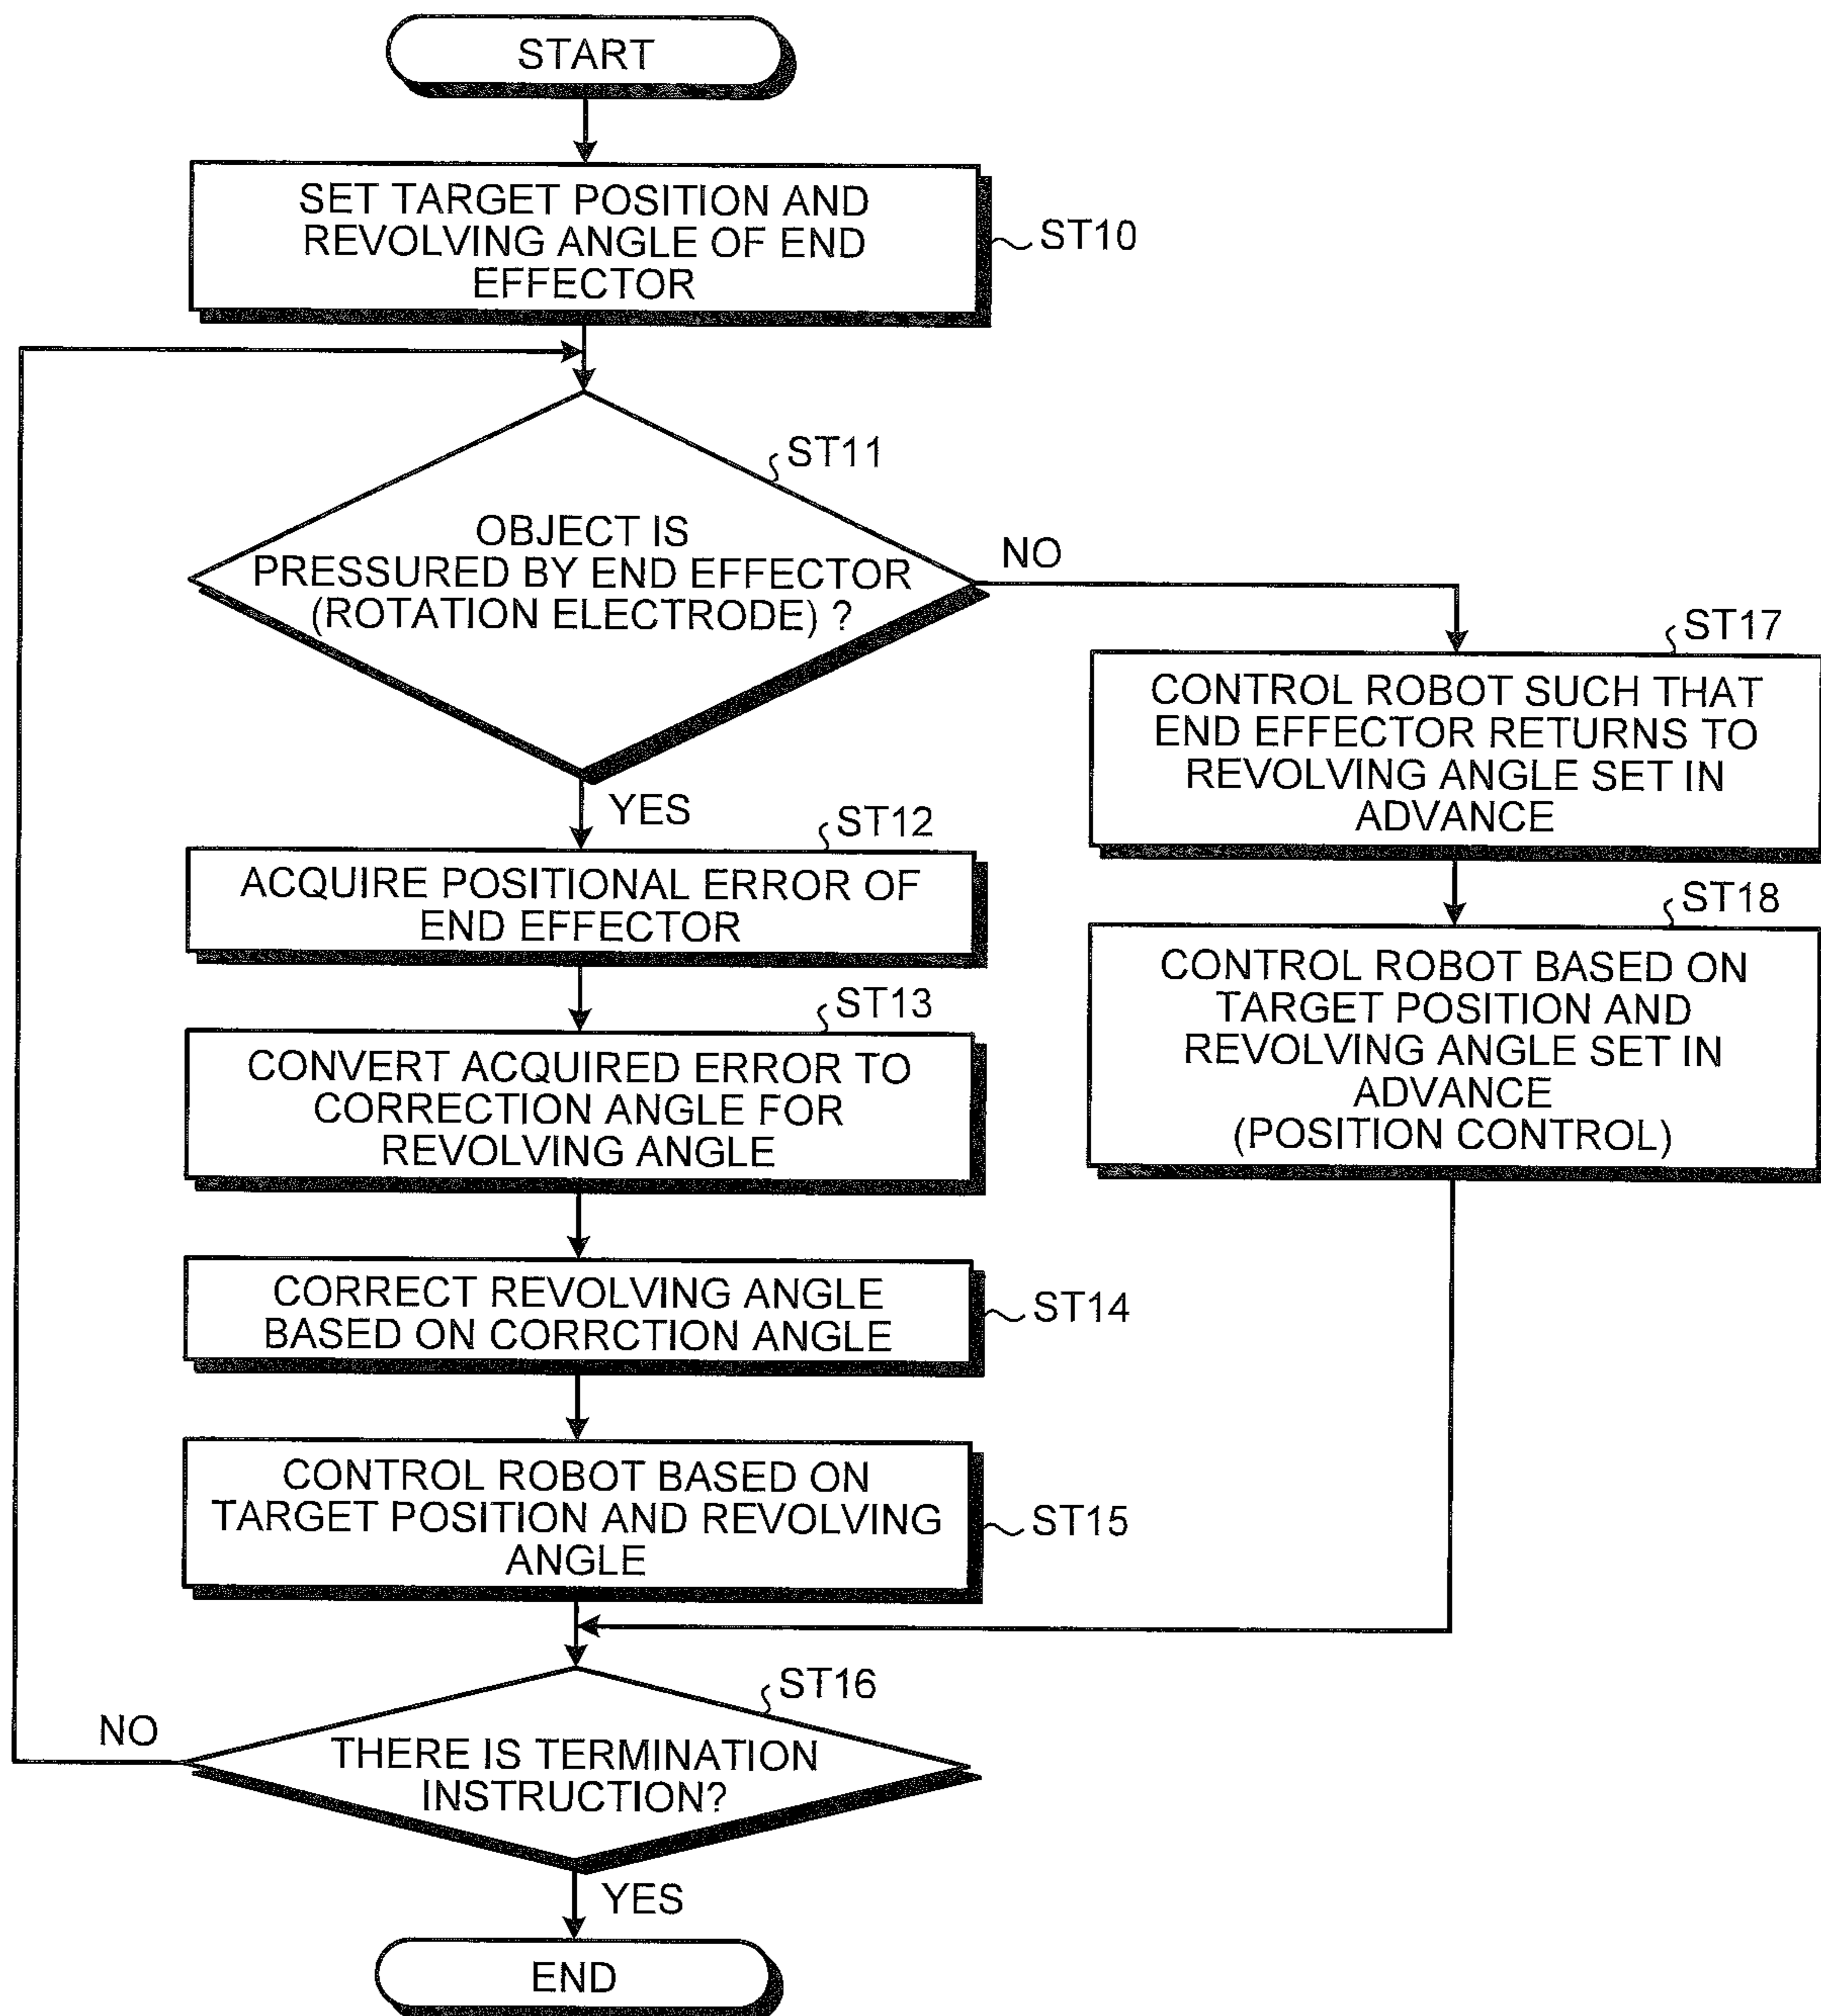 START
SET TARGET POSITION AND
REVOLVING ANGLE OF END
EFFECTOR
ST10
ST11
OBJECT IS
PRESSURED BY END EFFECTOR
(ROTATION ELECTRODE) ?
NO
YES
ST17
CONTROL ROBOT SUCH THAT
END EFFECTOR RETURNS TO
REVOLVING ANGLE SET IN
ADVANCE
ST12
ACQUIRE POSITIONAL ERROR OF
END EFFECTOR
ST18
CONTROL ROBOT BASED ON
TARGET POSITION AND
REVOLVING ANGLE SET IN
ADVANCE
(POSITION CONTROL)
ST13
CONVERT ACQUIRED ERROR TO
CORRECTION ANGLE FOR
REVOLVING ANGLE
CORRECT REVOLVING ANGLE
BASED ON CORRCTION ANGLE
ST14
CONTROL ROBOT BASED ON
TARGET POSITION AND REVOLVING
ANGLE
ST15
ST16
NO
THERE IS TERMINATION
INSTRUCTION?
YES
END